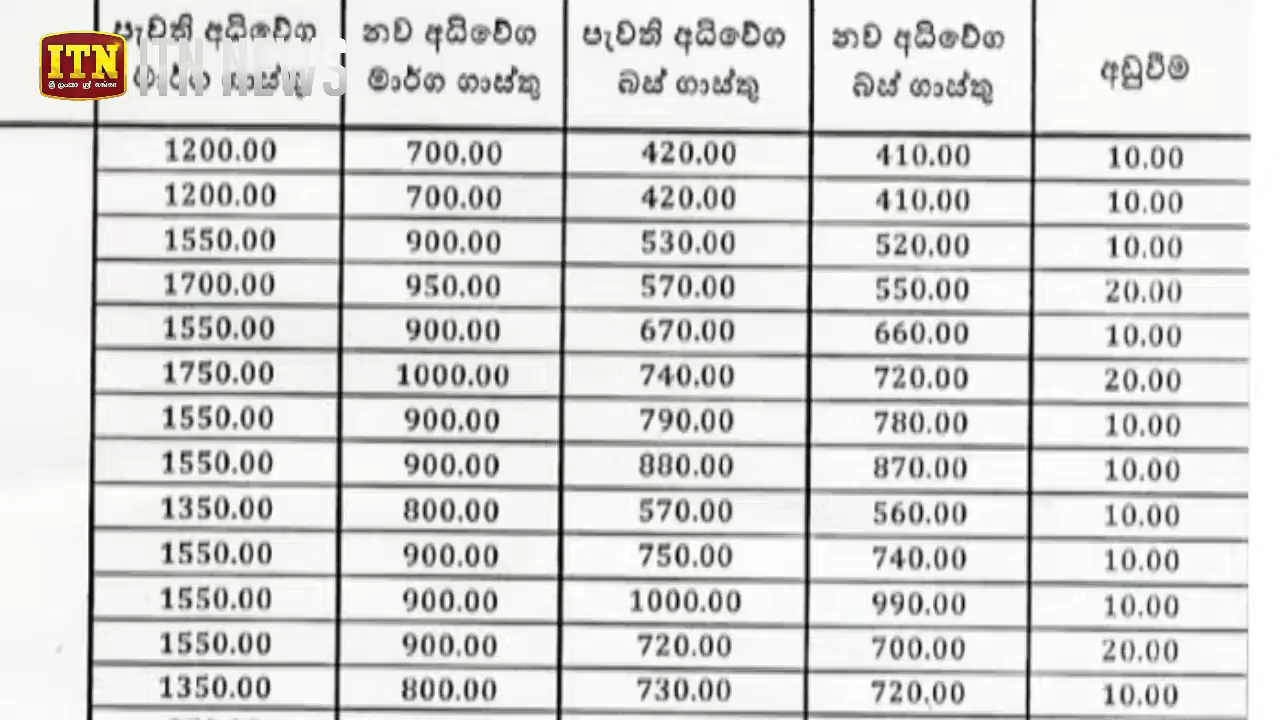 ITN
ශ්‍රී ලංකා යූත් සේවය
ITN NEWS
පැවති අධිවේග මාර්ග ගාස්තු නව අධිවේග මාර්ග ගාස්තු පැවති අධිවේග බස් ගාස්තු නව අධිවේග බස් ගාස්තු අඩුවීම
1200.00 700.00 420.00 410.00 10.00
1200.00 700.00 420.00 410.00 10.00
1550.00 900.00 530.00 520.00 10.00
1700.00 950.00 570.00 550.00 20.00
1550.00 900.00 670.00 660.00 10.00
1750.00 1000.00 740.00 720.00 20.00
1550.00 900.00 790.00 780.00 10.00
1550.00 900.00 880.00 870.00 10.00
1350.00 800.00 570.00 560.00 10.00
1550.00 900.00 750.00 740.00 10.00
1550.00 900.00 1000.00 990.00 10.00
1550.00 900.00 720.00 700.00 20.00
1350.00 800.00 730.00 720.00 10.00